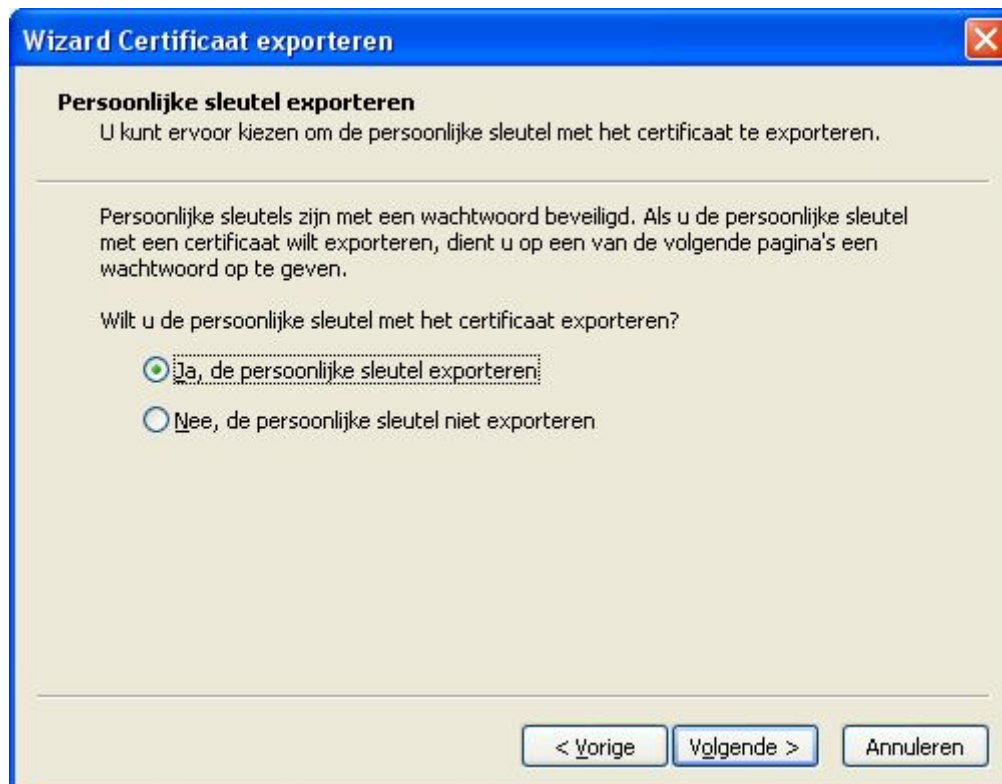 Wizard Certificaat exporteren
Persoonlijke sleutel exporteren
U kunt ervoor kiezen om de persoonlijke sleutel met het certificaat te exporteren.
Persoonlijke sleutels zijn met een wachtwoord beveiligd. Als u de persoonlijke sleutel
met een certificaat wilt exporteren, dient u op een van de volgende pagina's een
wachtwoord op te geven.
Wilt u de persoonlijke sleutel met het certificaat exporteren?
Ja, de persoonlijke sleutel exporteren
Nee, de persoonlijke sleutel niet exporteren
< Vorige
Volgende >
Annuleren